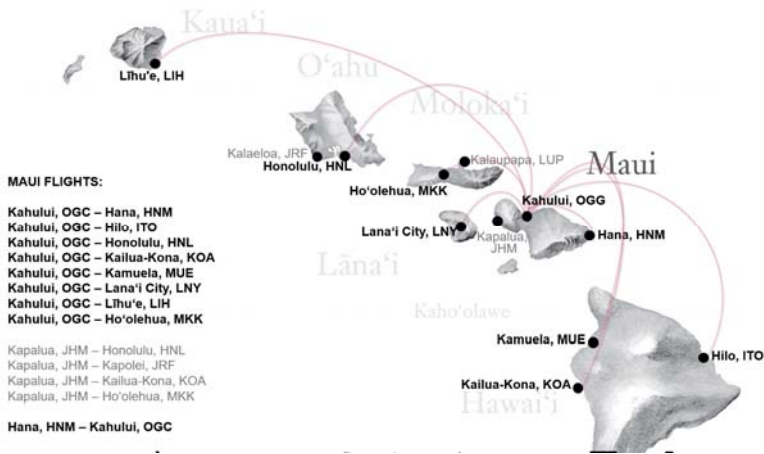 Kaua'i
O'ahu
Moloka'i
Maui
Lāna'i
Kaho'olawe
Hawai'i
Līhu'e, LIH
Kalaeloa, JRF
Honolulu, HNL
Kalaupapa, LUP
Ho'olehua, MKK
Kahului, OGG
Lana'i City, LNY
Kapalua,
JHM
Hana, HNM
Kamuela, MUE
Hilo, ITO
Kailua-Kona, KOA
MAUI FLIGHTS:
Kahului, OGC – Hana, HNM
Kahului, OGC – Hilo, ITO
Kahului, OGC – Honolulu, HNL
Kahului, OGC – Kailua-Kona, KOA
Kahului, OGC – Kamuela, MUE
Kahului, OGC – Lana'i City, LNY
Kahului, OGC – Līhu'e, LIH
Kahului, OGC – Ho'olehua, MKK
Kapalua, JHM – Honolulu, HNL
Kapalua, JHM – Kapolei, JRF
Kapalua, JHM – Kailua-Kona, KOA
Kapalua, JHM – Ho'olehua, MKK
Hana, HNM – Kahului, OGC